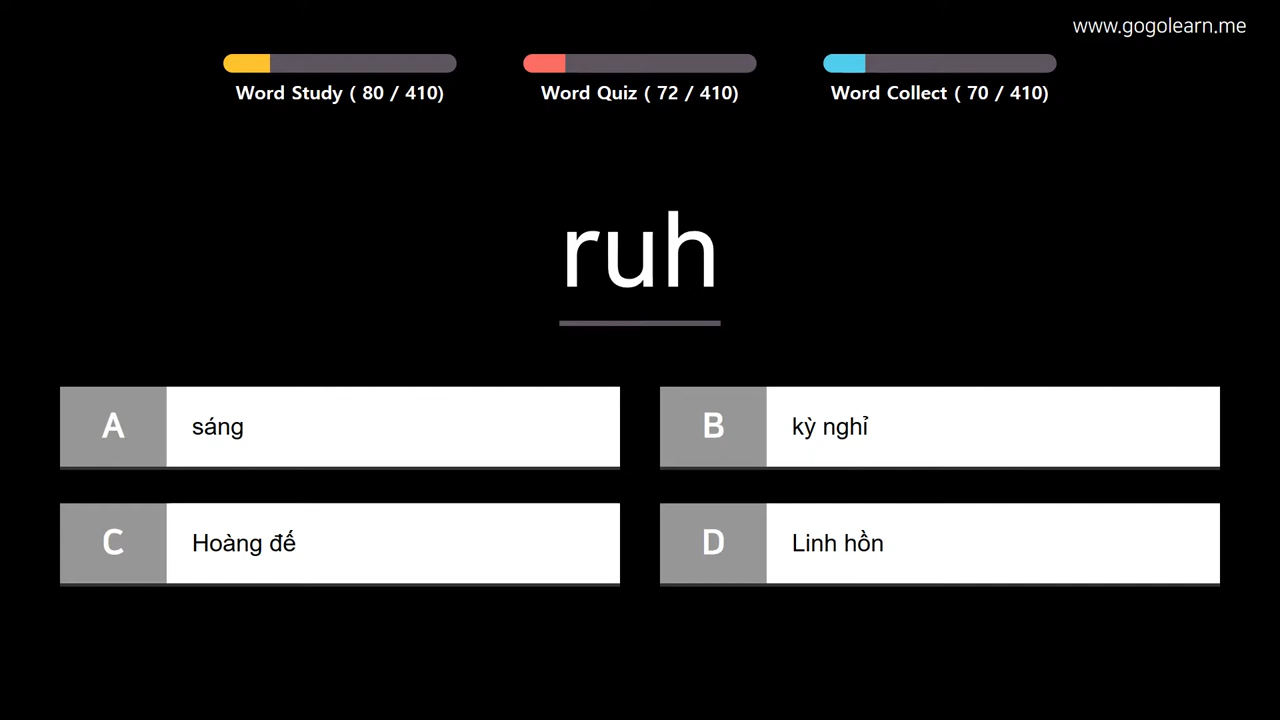 www.gogolearn.me
Word Study ( 80 / 410)
Word Quiz ( 72 / 410)
Word Collect ( 70 / 410)
ruh
A sáng
B kỳ nghỉ
C Hoàng đế
D Linh hồn